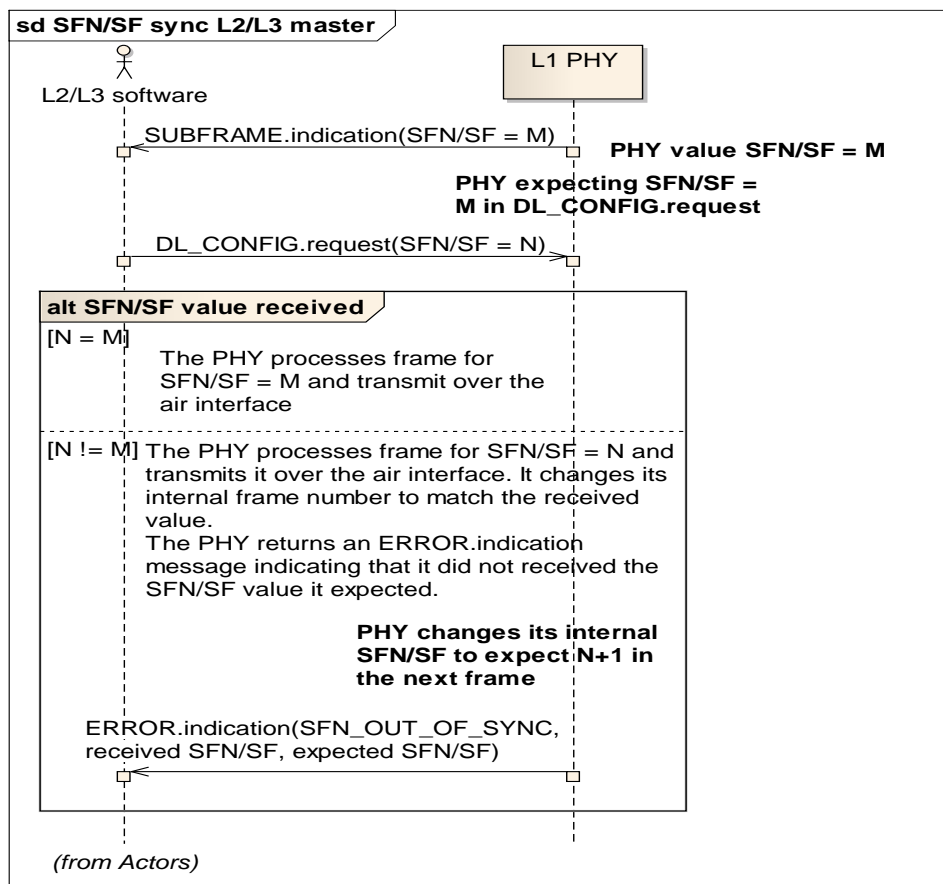 sd SFN/SF sync L2/L3 master
L2/L3 software
L1 PHY
SUBFRAME.indication(SFN/SF = M)
PHY value SFN/SF = M
PHY expecting SFN/SF =
M in DL_CONFIG.request
DL_CONFIG.request(SFN/SF = N)
alt SFN/SF value received
[N = M]
The PHY processes frame for
SFN/SF = M and transmit over the
air interface
[N != M]
The PHY processes frame for SFN/SF = N and
transmits it over the air interface. It changes its
internal frame number to match the received
value.
The PHY returns an ERROR.indication
message indicating that it did not received the
SFN/SF value it expected.
PHY changes its internal
SFN/SF to expect N+1 in
the next frame
ERROR.indication(SFN_OUT_OF_SYNC,
received SFN/SF, expected SFN/SF)
(from Actors)